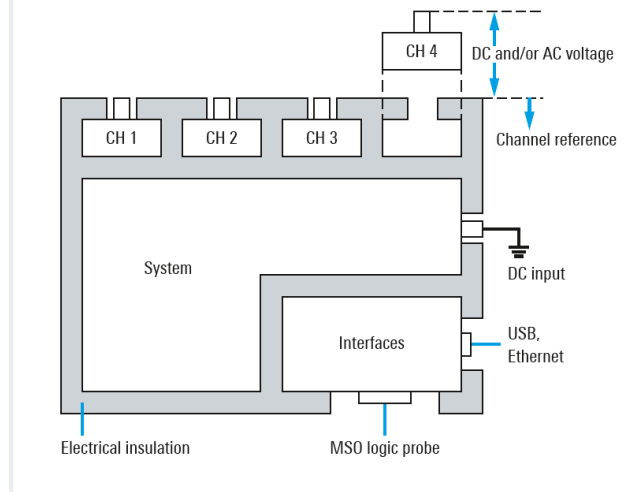 CH 4
DC and/or AC voltage
CH 1
CH 2
CH 3
Channel reference
System
DC input
Interfaces
USB,
Ethernet
Electrical insulation
MSO logic probe